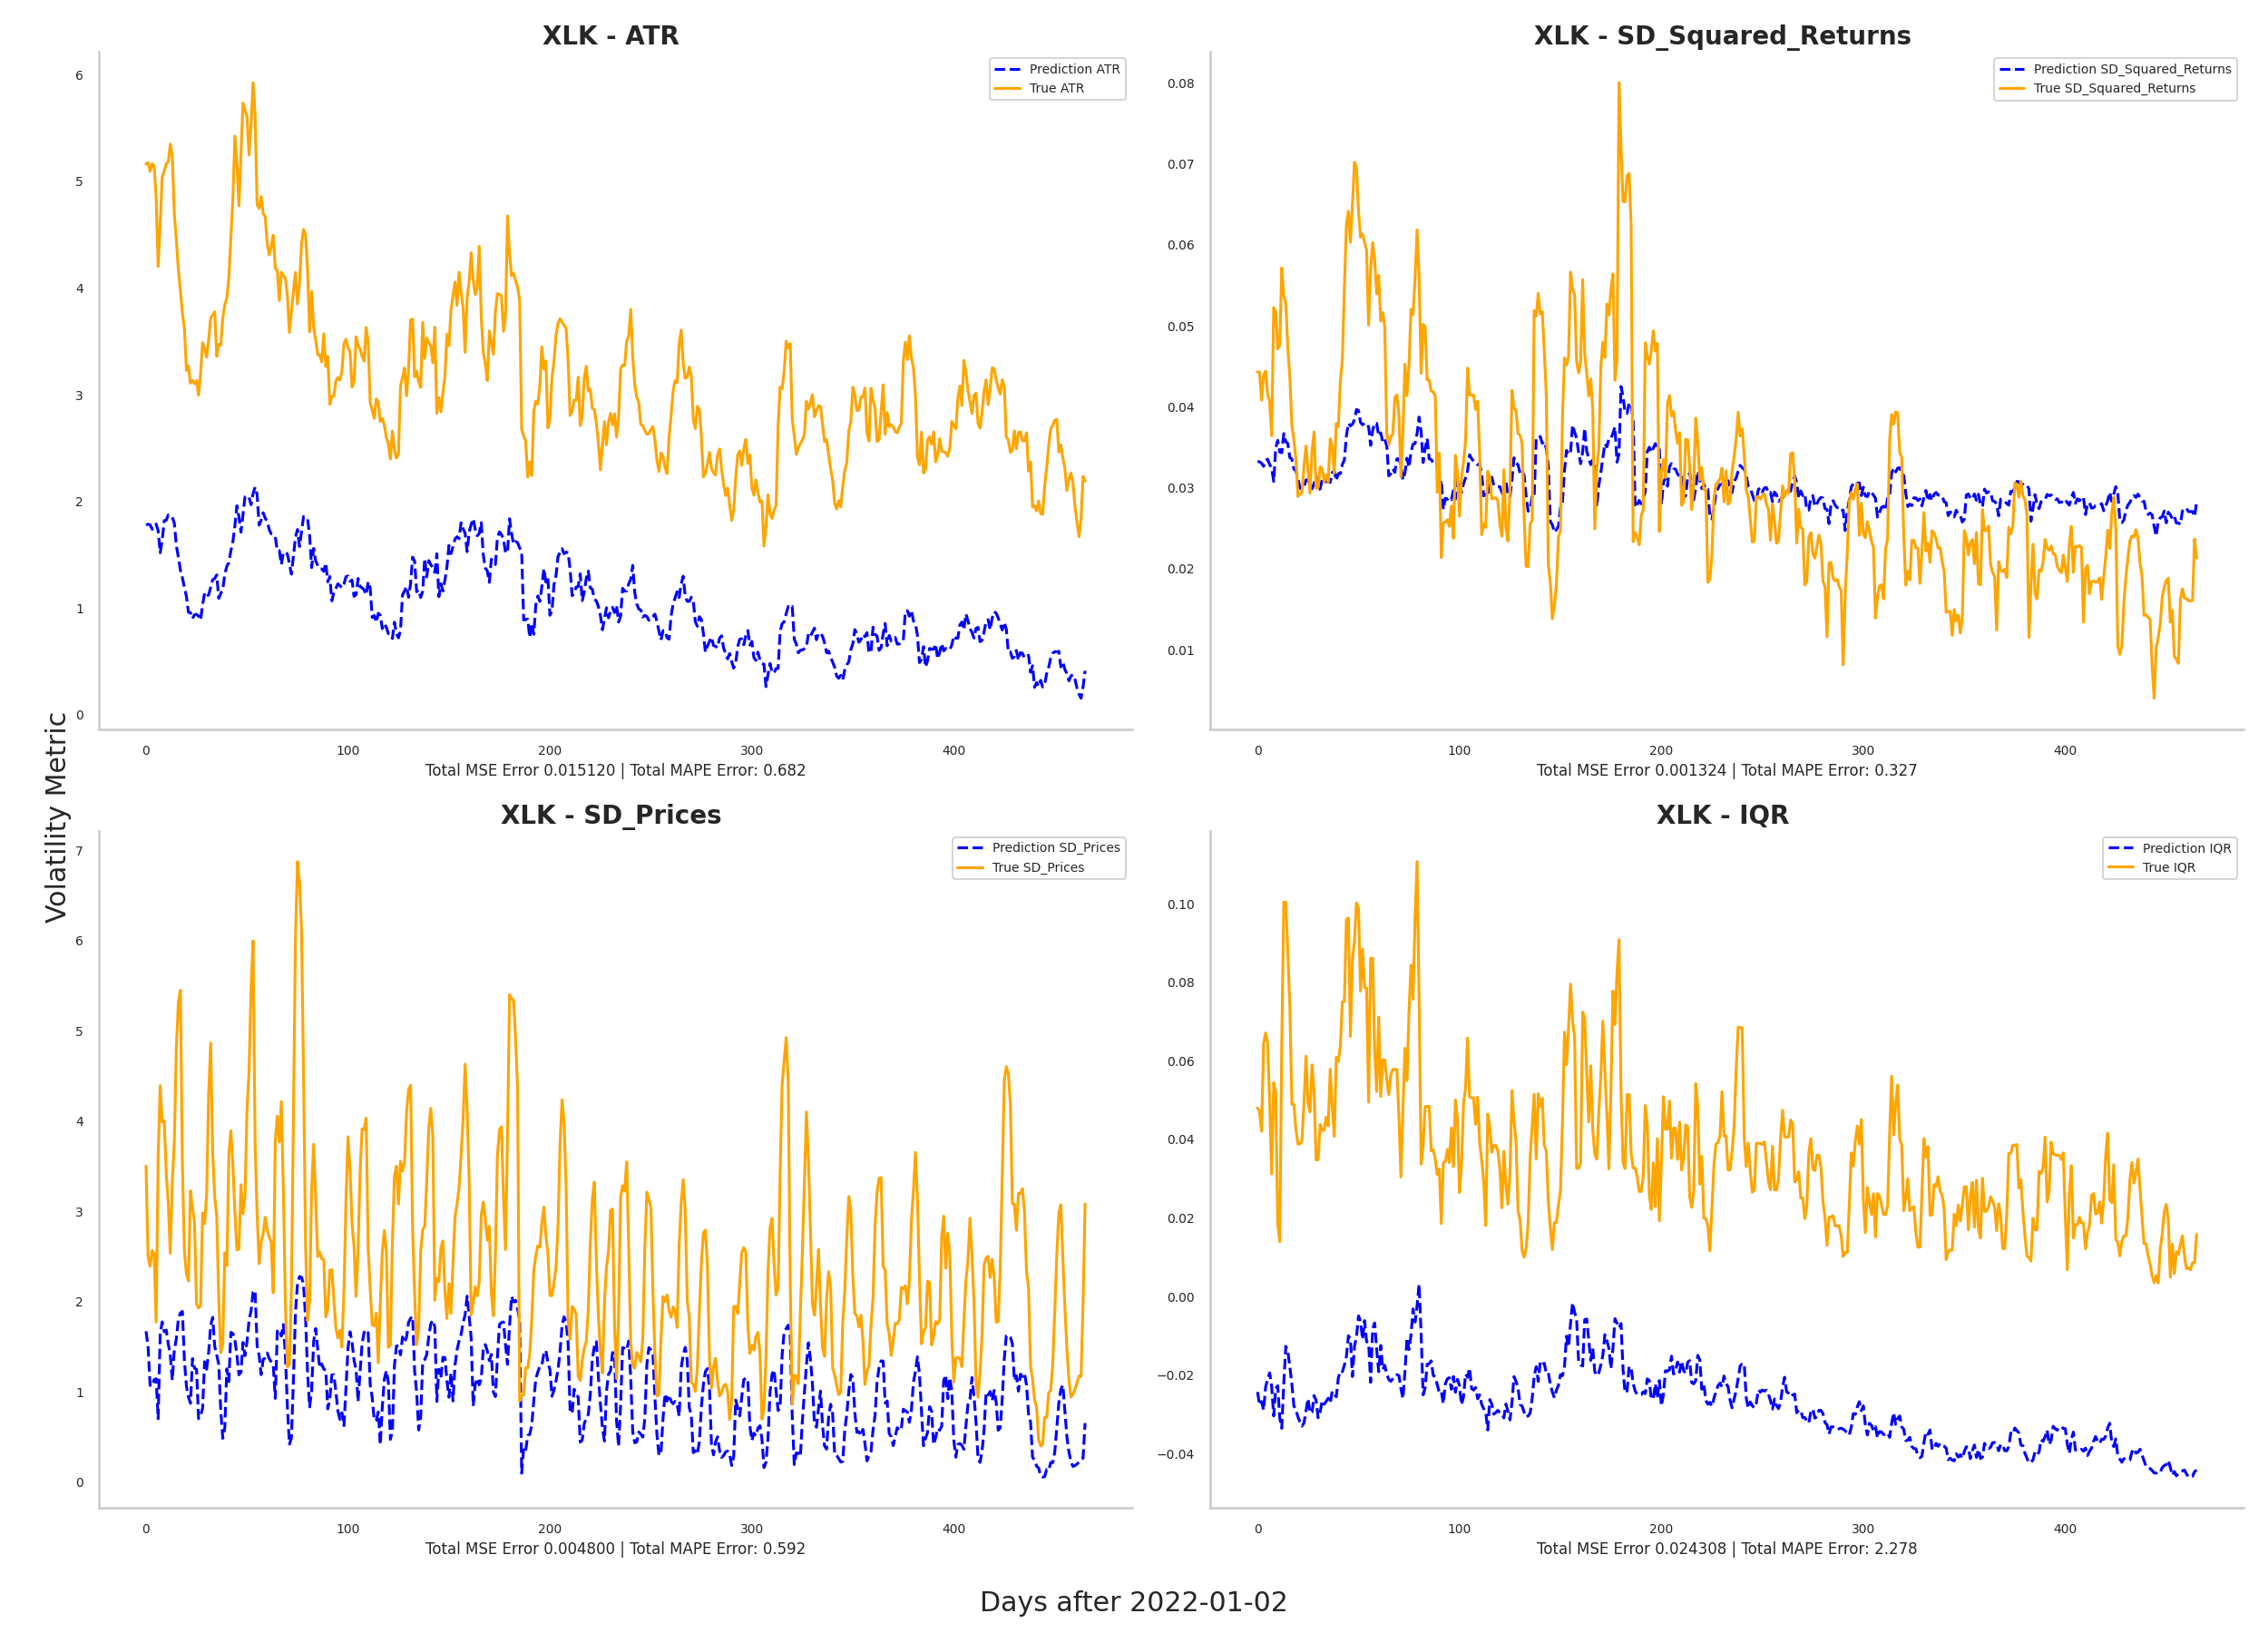 XLK - ATR
Prediction ATR
True ATR
6
5
4
3
2
1
0
0 100 200 300 400
Total MSE Error 0.015120 | Total MAPE Error: 0.682
XLK - SD_Squared_Returns
Prediction SD_Squared_Returns
True SD_Squared_Returns
0.08
0.07
0.06
0.05
0.04
0.03
0.02
0.01
0 100 200 300 400
Total MSE Error 0.001324 | Total MAPE Error: 0.327
Volatility Metric
XLK - SD_Prices
Prediction SD_Prices
True SD_Prices
7
6
5
4
3
2
1
0
0 100 200 300 400
Total MSE Error 0.004800 | Total MAPE Error: 0.592
XLK - IQR
Prediction IQR
True IQR
0.10
0.08
0.06
0.04
0.02
0.00
−0.02
−0.04
0 100 200 300 400
Total MSE Error 0.024308 | Total MAPE Error: 2.278
Days after 2022-01-02